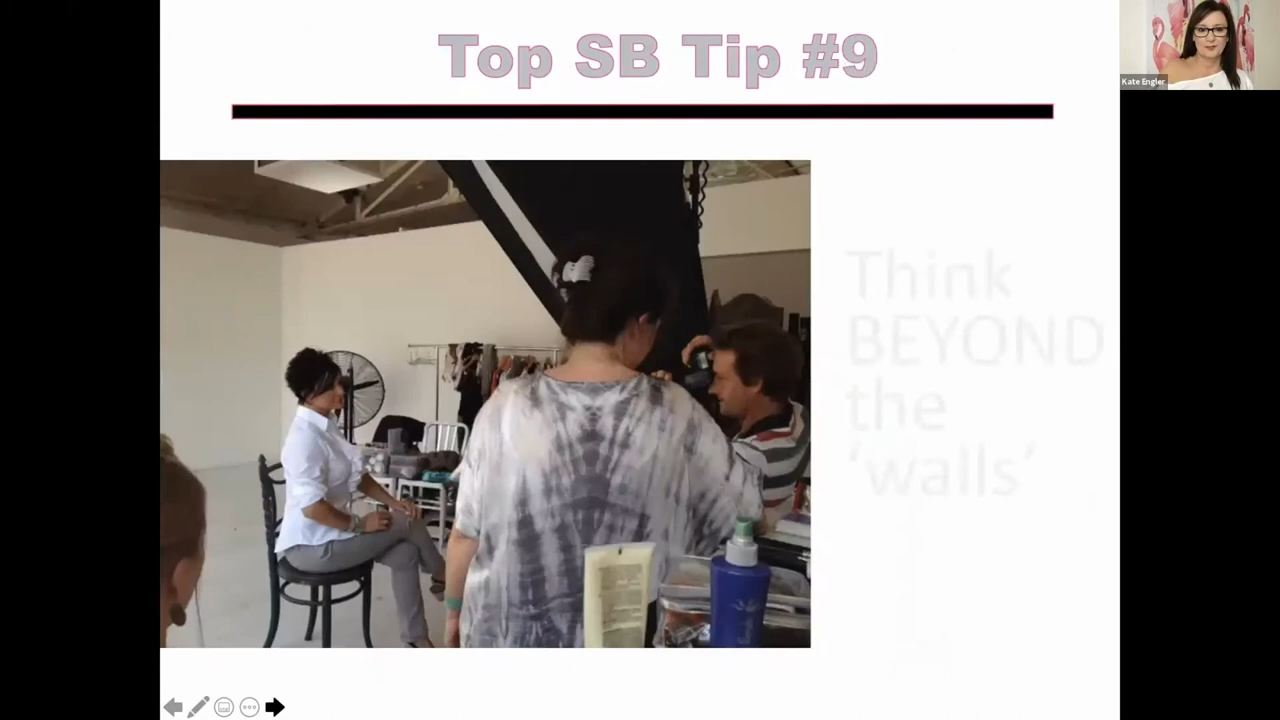 Top SB Tip #9
Kate Engler
Think
BEYOND
the
‘walls’